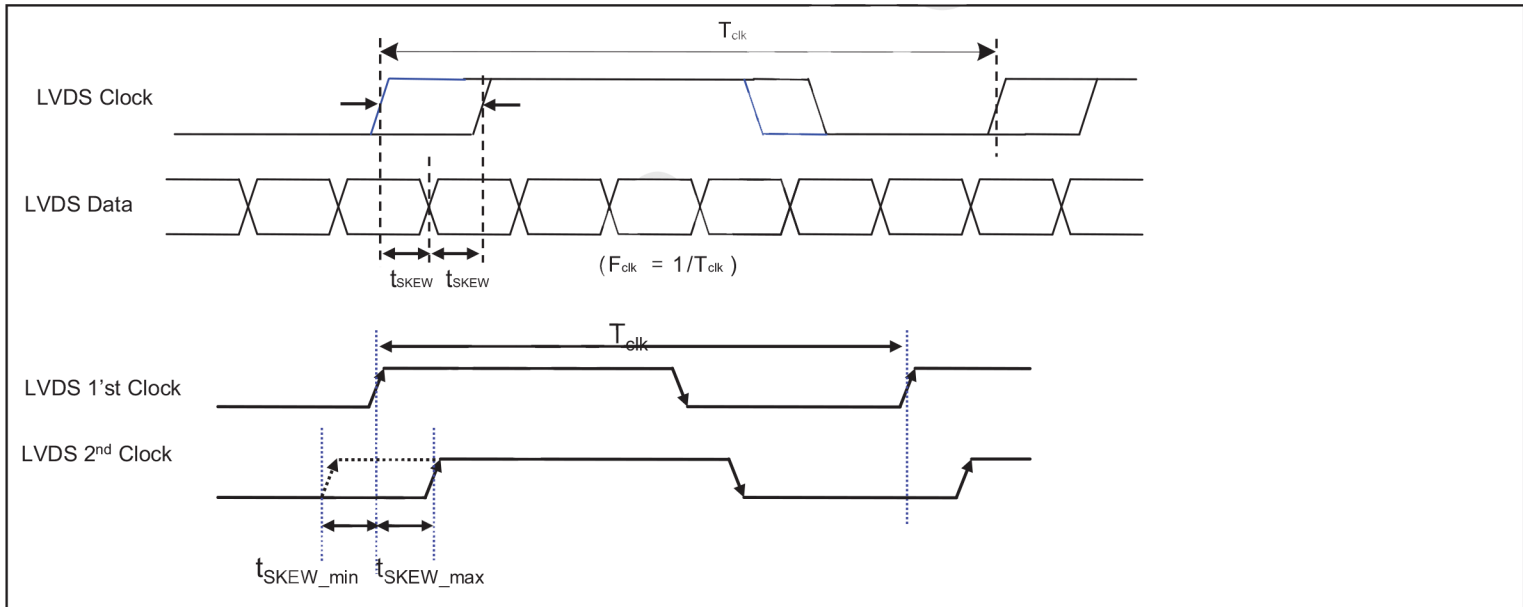 Tclk
LVDS Clock
LVDS Data
tSKEW tSKEW
(Fclk = 1/Tclk)
Tclk
LVDS 1'st Clock
LVDS 2nd Clock
tSKEW_min tSKEW_max